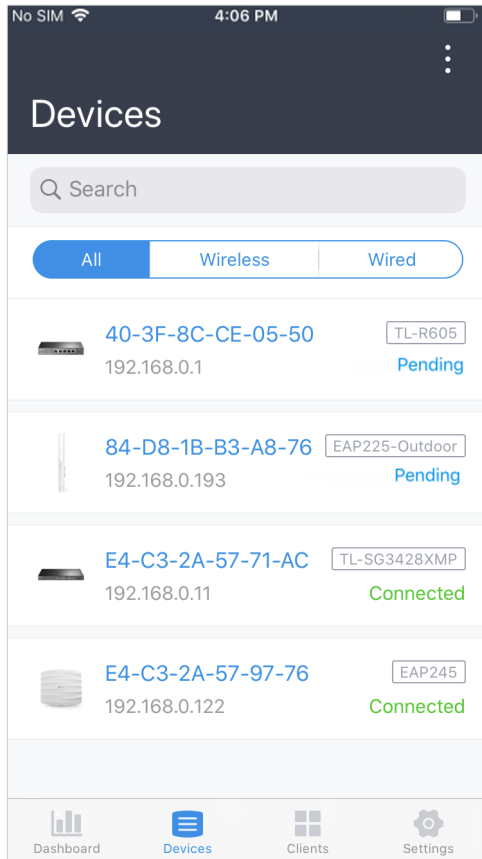 No SIM 4:06 PM
Devices
Search
All Wireless Wired
40-3F-8C-CE-05-50 TL-R605
192.168.0.1 Pending
84-D8-1B-B3-A8-76 EAP225-Outdoor
192.168.0.193 Pending
E4-C3-2A-57-71-AC TL-SG3428XMP
192.168.0.11 Connected
E4-C3-2A-57-97-76 EAP245
192.168.0.122 Connected
Dashboard Devices Clients Settings